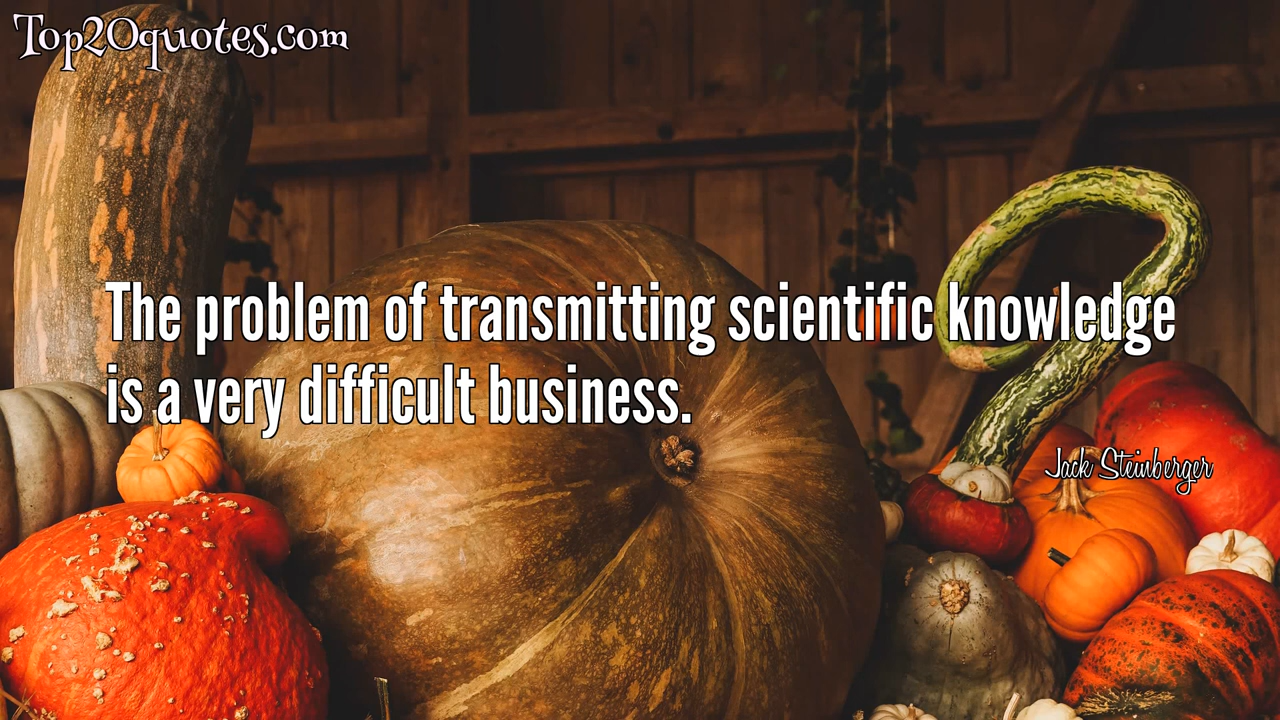 Top20quotes.com
The problem of transmitting scientific knowledge
is a very difficult business.
Jack Steinberger